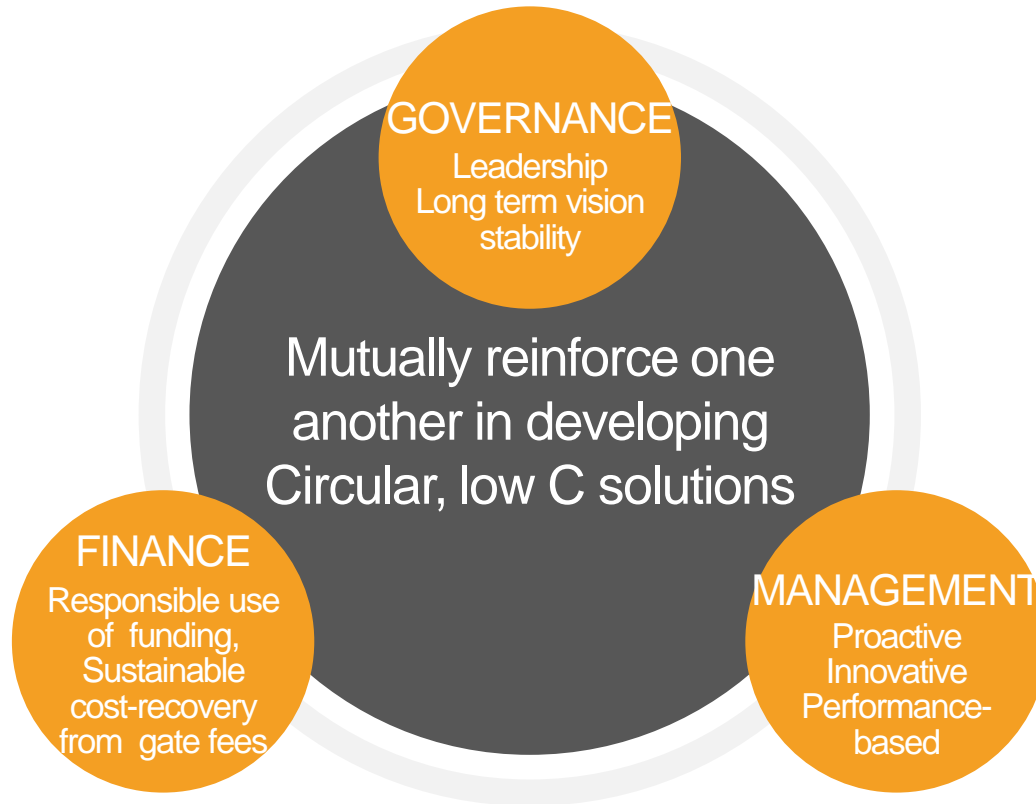 GOVERNANCE
Leadership
Long term vision
stability
Mutually reinforce one
another in developing
Circular, low C solutions
FINANCE
Responsible use
of funding,
Sustainable
cost-recovery
from gate fees
MANAGEMENT
Proactive
Innovative
Performance-
based